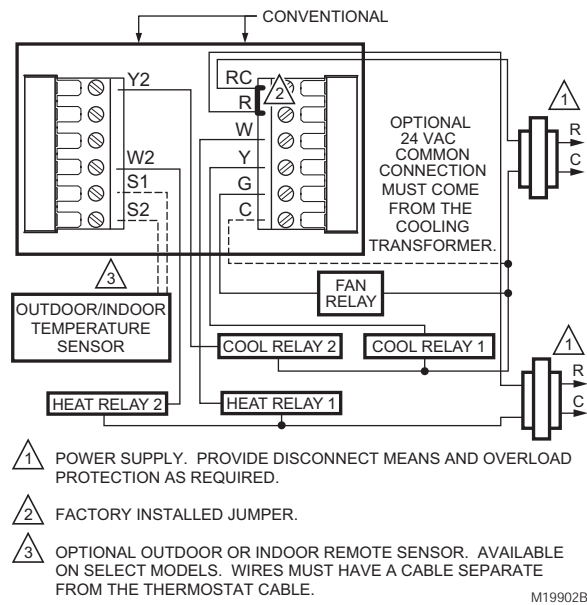 CONVENTIONAL
Y2
W2
S1
S2
RC
R
W
Y
G
C
2
OPTIONAL
24 VAC
COMMON
CONNECTION
MUST COME
FROM THE
COOLING
TRANSFORMER.
1
R
C
3
OUTDOOR/INDOOR
TEMPERATURE
SENSOR
FAN
RELAY
COOL RELAY 2
COOL RELAY 1
1
R
C
HEAT RELAY 2
HEAT RELAY 1
1 POWER SUPPLY. PROVIDE DISCONNECT MEANS AND OVERLOAD
PROTECTION AS REQUIRED.
2 FACTORY INSTALLED JUMPER.
3 OPTIONAL OUTDOOR OR INDOOR REMOTE SENSOR. AVAILABLE
ON SELECT MODELS. WIRES MUST HAVE A CABLE SEPARATE
FROM THE THERMOSTAT CABLE.
M19902B